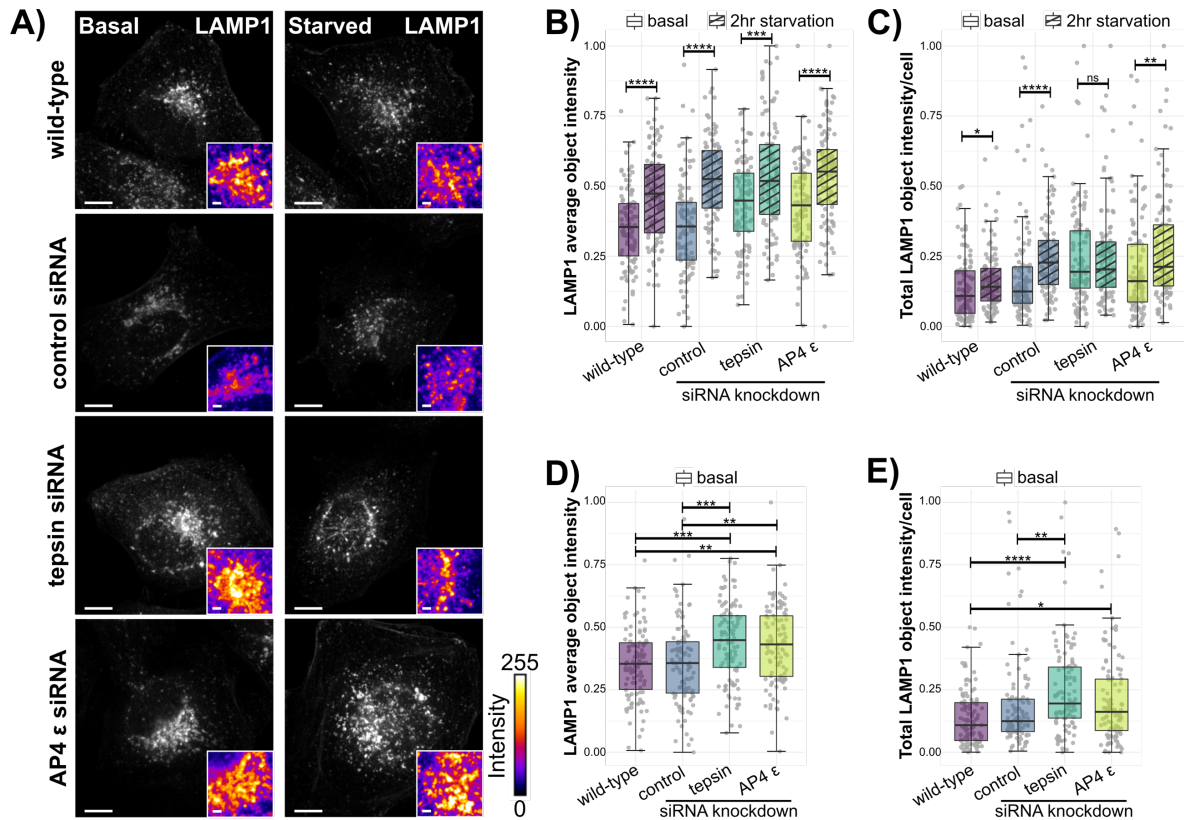 A)
Basal LAMP1
Starved LAMP1
wild-type
control siRNA
tepsin siRNA
AP4 ε siRNA
255
Intensity
0
B)
basal 2hr starvation
LAMP1 average object intensity
1.00
0.75
0.50
0.25
0.00
****
****
***
****
wild-type
control
tepsin
AP4 ε
siRNA knockdown
C)
basal 2hr starvation
Total LAMP1 object intensity/cell
1.00
0.75
0.50
0.25
0.00
*
****
ns
**
wild-type
control
tepsin
AP4 ε
siRNA knockdown
D)
basal
LAMP1 average object intensity
1.00
0.75
0.50
0.25
0.00
***
**
***
**
wild-type
control
tepsin
AP4 ε
siRNA knockdown
E)
basal
Total LAMP1 object intensity/cell
1.00
0.75
0.50
0.25
0.00
**
****
*
wild-type
control
tepsin
AP4 ε
siRNA knockdown